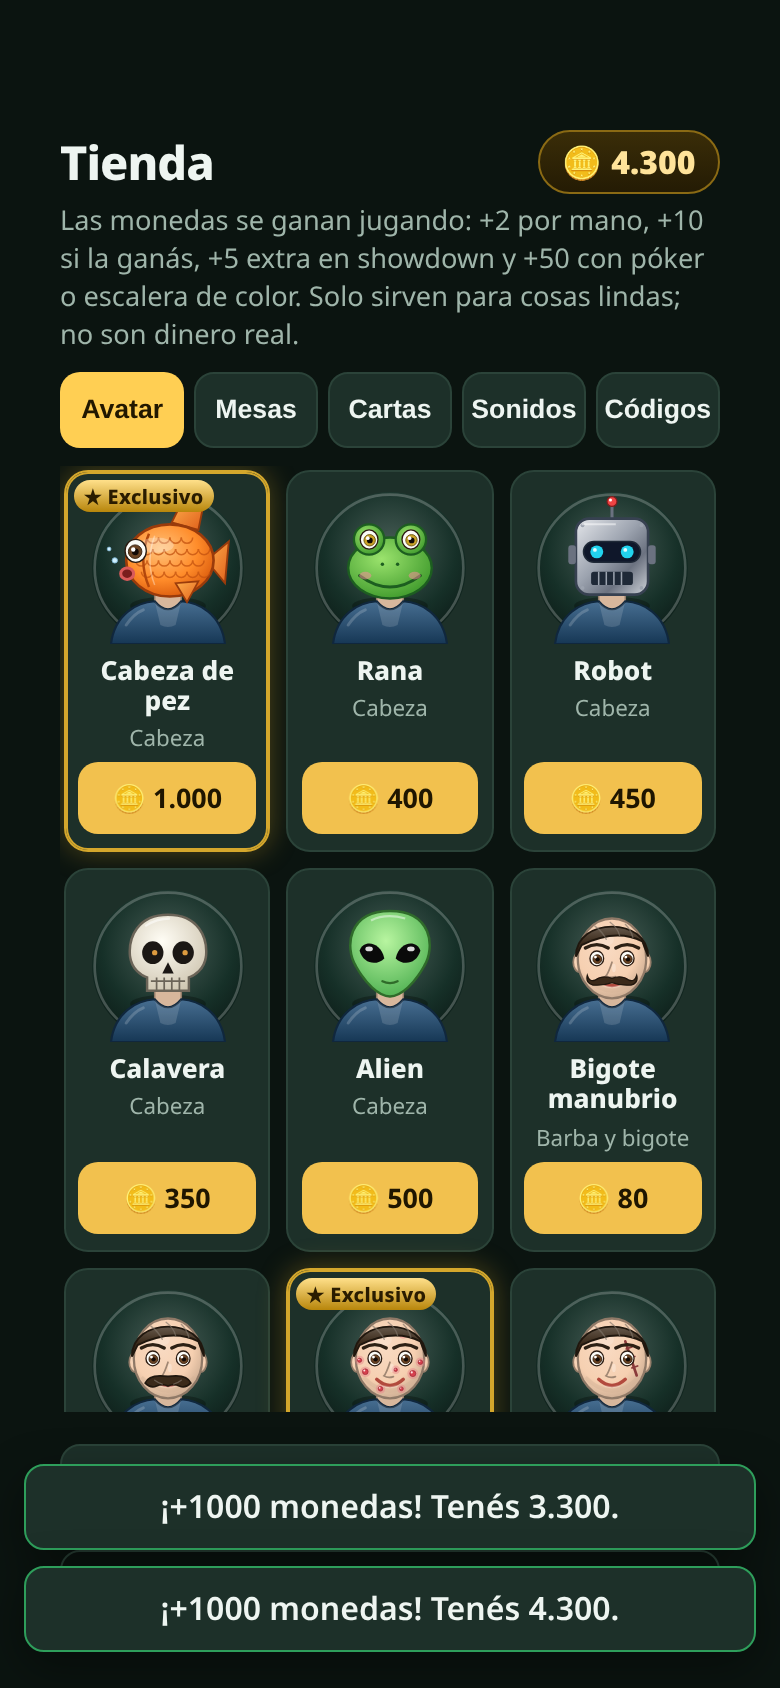 Tienda
4.300
Las monedas se ganan jugando: +2 por mano, +10
si la ganás, +5 extra en showdown y +50 con póker
o escalera de color. Solo sirven para cosas lindas;
no son dinero real.
Avatar Mesas Cartas Sonidos Códigos
★ Exclusivo
Cabeza de
pez
Cabeza
1.000
Rana
Cabeza
400
Robot
Cabeza
450
Calavera
Cabeza
350
Alien
Cabeza
500
Bigote
manubrio
Barba y bigote
80
★ Exclusivo
¡+1000 monedas! Tenés 3.300.
¡+1000 monedas! Tenés 4.300.